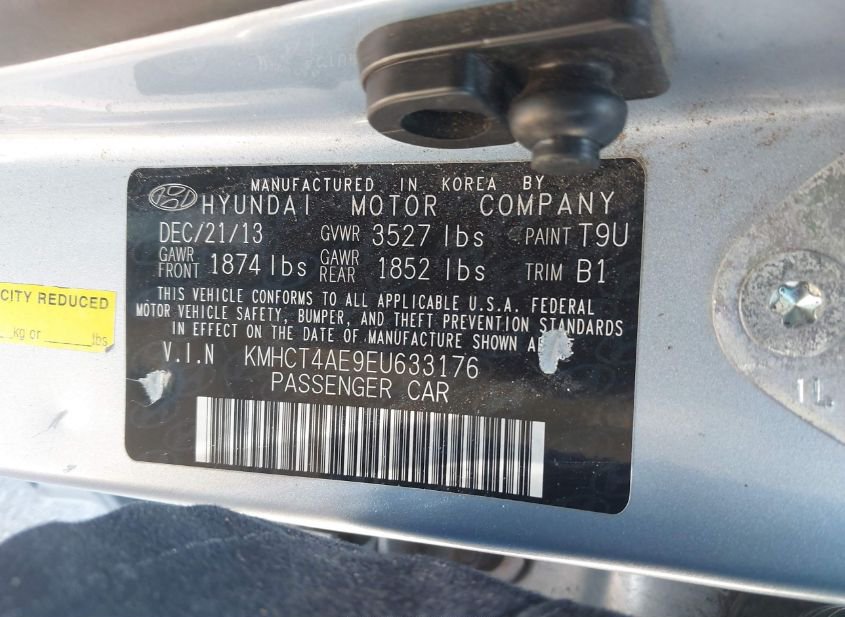 MANUFACTURED IN KOREA BY
HYUNDAI MOTOR COMPANY
DEC/21/13 GVWR 3527 lbs PAINT T9U
GAWR FRONT 1874 lbs GAWR REAR 1852 lbs TRIM B1
THIS VEHICLE CONFORMS TO ALL APPLICABLE U.S.A. FEDERAL
MOTOR VEHICLE SAFETY, BUMPER, AND THEFT PREVENTION STANDARDS
IN EFFECT ON THE DATE OF MANUFACTURE SHOWN
V.I.N KMHCT4AE9EU633176
PASSENGER CAR
CITY REDUCED
kg or lbs
1L